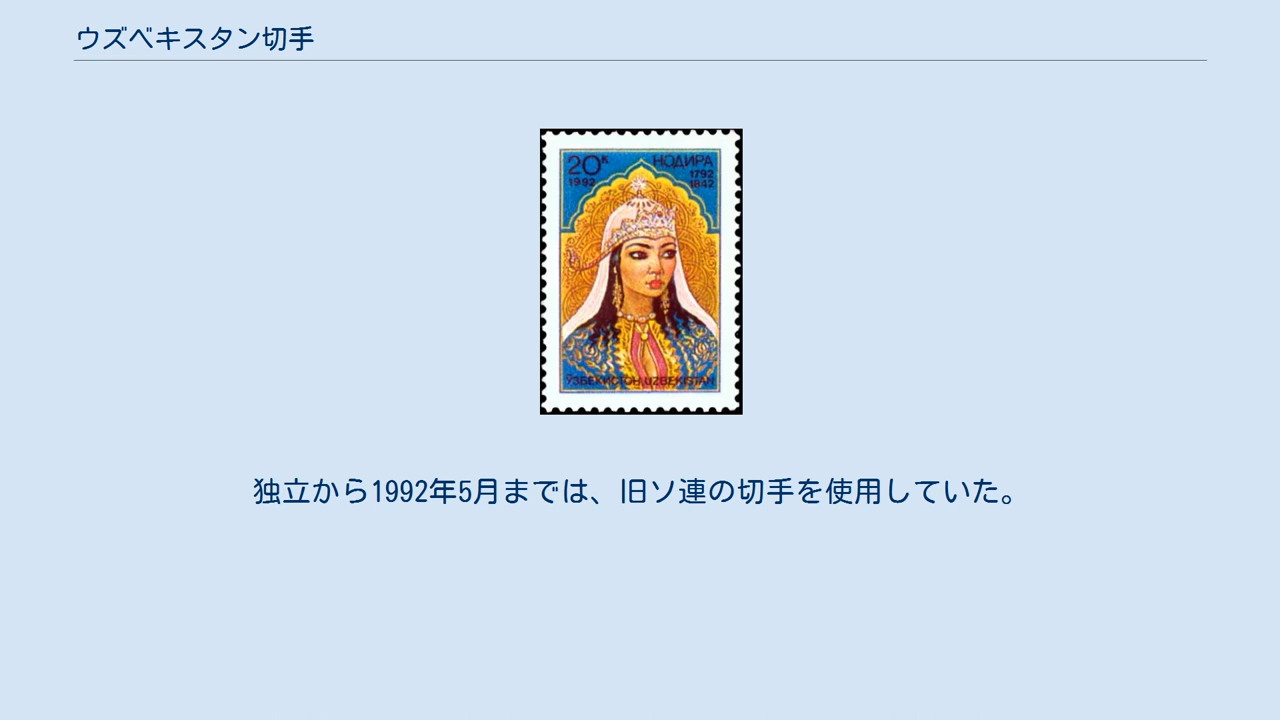 ウズベキスタン切手
20К
1992
НОДИРА
1792
1842
ЎЗБЕКИСТОН UZBEKISTAN
独立から1992年5月までは、旧ソ連の切手を使用していた。